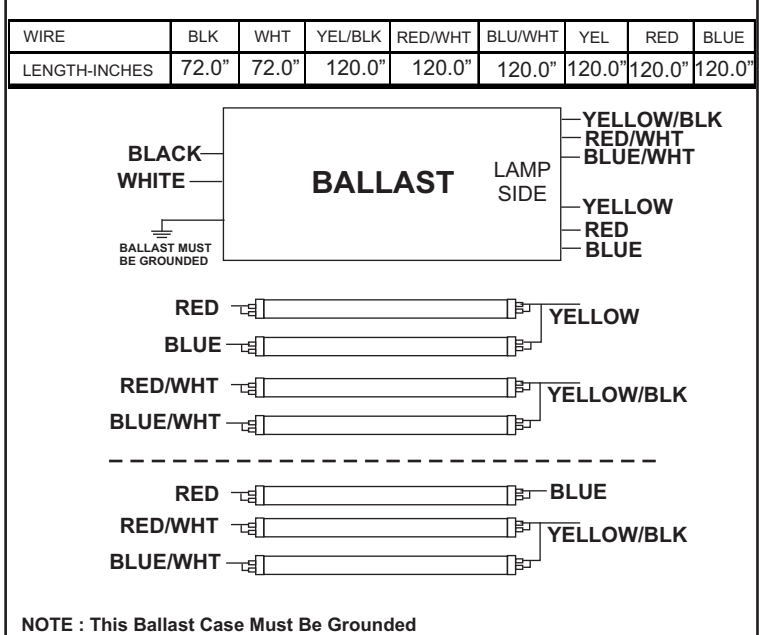 WIRE BLK WHT YEL/BLK RED/WHT BLU/WHT YEL RED BLUE
LENGTH-INCHES 72.0” 72.0” 120.0” 120.0” 120.0” 120.0” 120.0” 120.0”
YELLOW/BLK
RED/WHT
BLUE/WHT
BLACK
WHITE
BALLAST
LAMP
SIDE
YELLOW
RED
BLUE
BALLAST MUST
BE GROUNDED
RED
YELLOW
BLUE
RED/WHT
YELLOW/BLK
BLUE/WHT
RED BLUE
RED/WHT
YELLOW/BLK
BLUE/WHT
NOTE : This Ballast Case Must Be Grounded